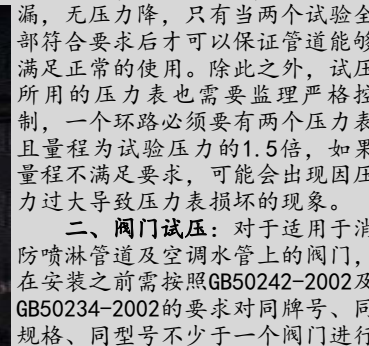 漏，无压力降，只有当两个试验全
部符合要求后才可以保证管道能够
满足正常的使用。除此之外，试压
所用的压力表也需要监理严格控
制，一个环路必须要有两个压力表
且量程为试验压力的1.5倍，如果
量程不满足要求，可能会出现因压
力过大导致压力表损坏的现象。
二、阀门试压：对于适用于消
防喷淋管道及空调水管上的阀门，
在安装之前需按照GB50242-2002及
GB50234-2002的要求对同牌号、同
规格、同型号不少于一个阀门进行